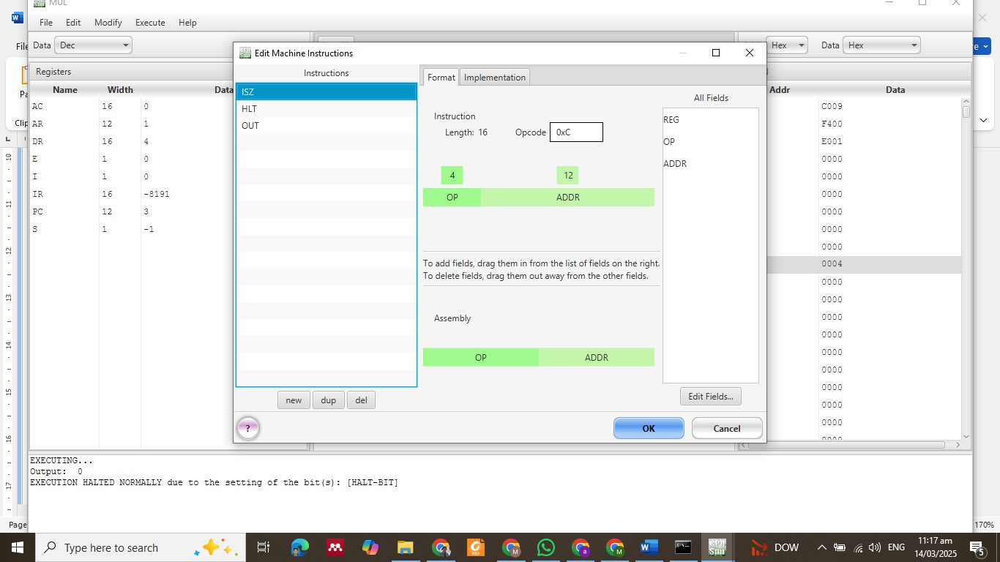 MUL
File Edit Modify Execute Help
File
Data Dec Hex Data Hex
Edit Machine Instructions
Registers
Name Width Data
AC 16 0
AR 12 1
DR 16 4
E 1 0
I 1 0
IR 16 -8191
PC 12 3
S 1 -1
Instructions
ISZ
HLT
OUT
new dup del
Format Implementation
Instruction
Length: 16 Opcode 0xC
4 12
OP ADDR
To add fields, drag them in from the list of fields on the right.
To delete fields, drag them out away from the other fields.
Assembly
OP ADDR
All Fields
REG
OP
ADDR
Edit Fields...
? OK Cancel
Addr Data
C009
F400
E001
0000
0000
0000
0000
0000
0000
0004
0000
0000
0000
0000
0000
0000
0000
0000
0000
0000
EXECUTING...
Output: 0
EXECUTION HALTED NORMALLY due to the setting of the bit(s): [HALT-BIT]
Pa
Clip
10
11
12
13
14
15
16
17
Page
170%
Type here to search
DOW
ENG
11:17 am
14/03/2025
5